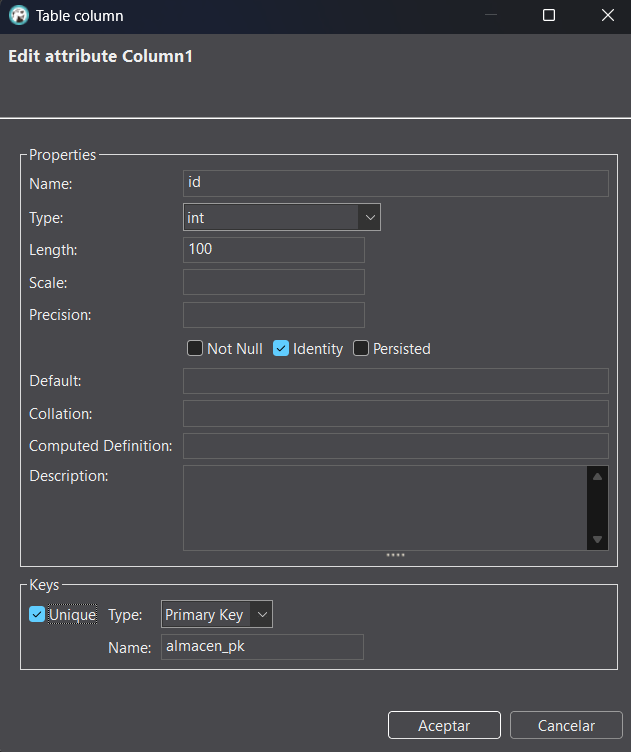 Table column
Edit attribute Column1
Properties
Name: id
Type: int
Length: 100
Scale:
Precision:
Not Null Identity Persisted
Default:
Collation:
Computed Definition:
Description:
Keys
Unique Type: Primary Key
Name: almacen_pk
Aceptar Cancelar